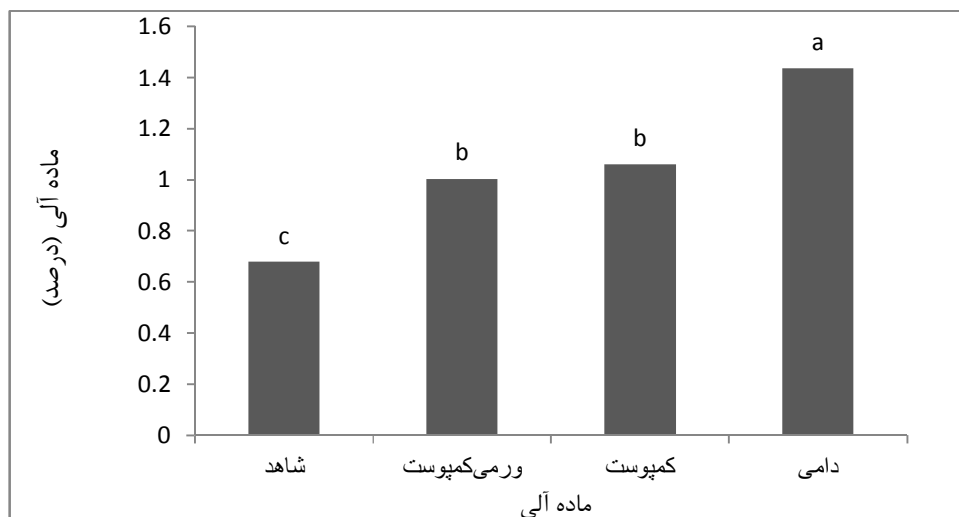 ماده آلی (درصد)
1.6
1.4
1.2
1
0.8
0.6
0.4
0.2
0
c
b
b
a
شاهد
ورمی‌کمپوست
کمپوست
دامی
ماده آلی